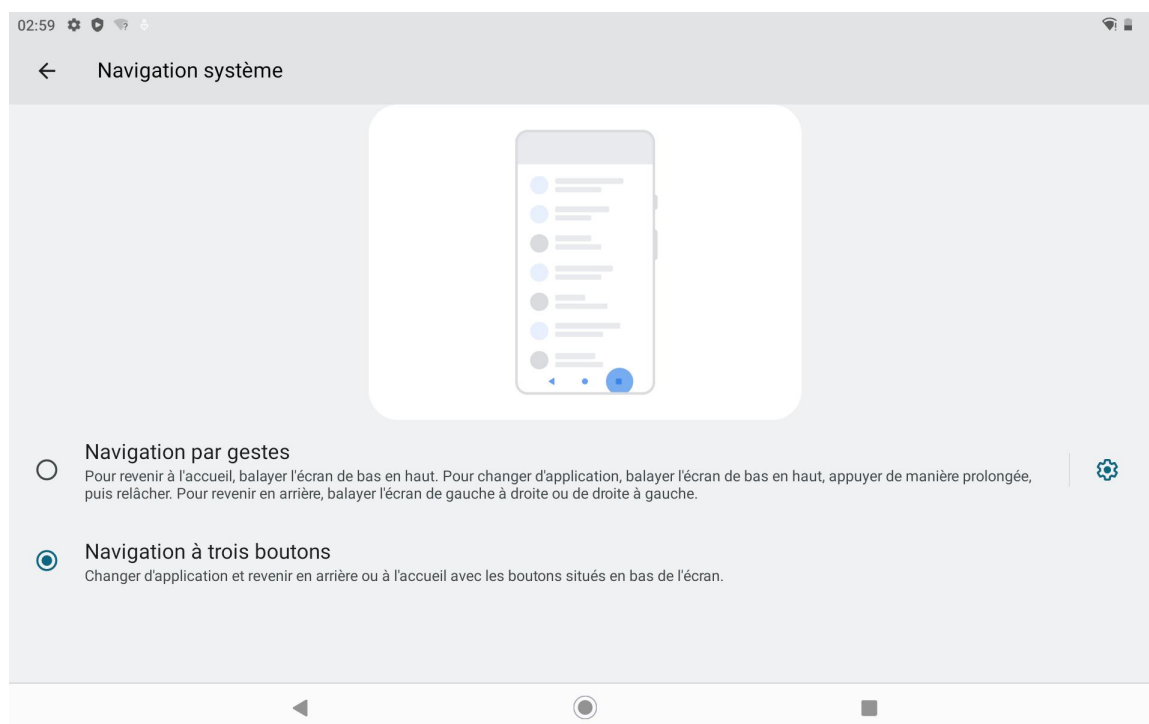 02:59
Navigation système
Navigation par gestes
Pour revenir à l'accueil, balayer l'écran de bas en haut. Pour changer d'application, balayer l'écran de bas en haut, appuyer de manière prolongée,
puis relâcher. Pour revenir en arrière, balayer l'écran de gauche à droite ou de droite à gauche.
Navigation à trois boutons
Changer d'application et revenir en arrière ou à l'accueil avec les boutons situés en bas de l'écran.